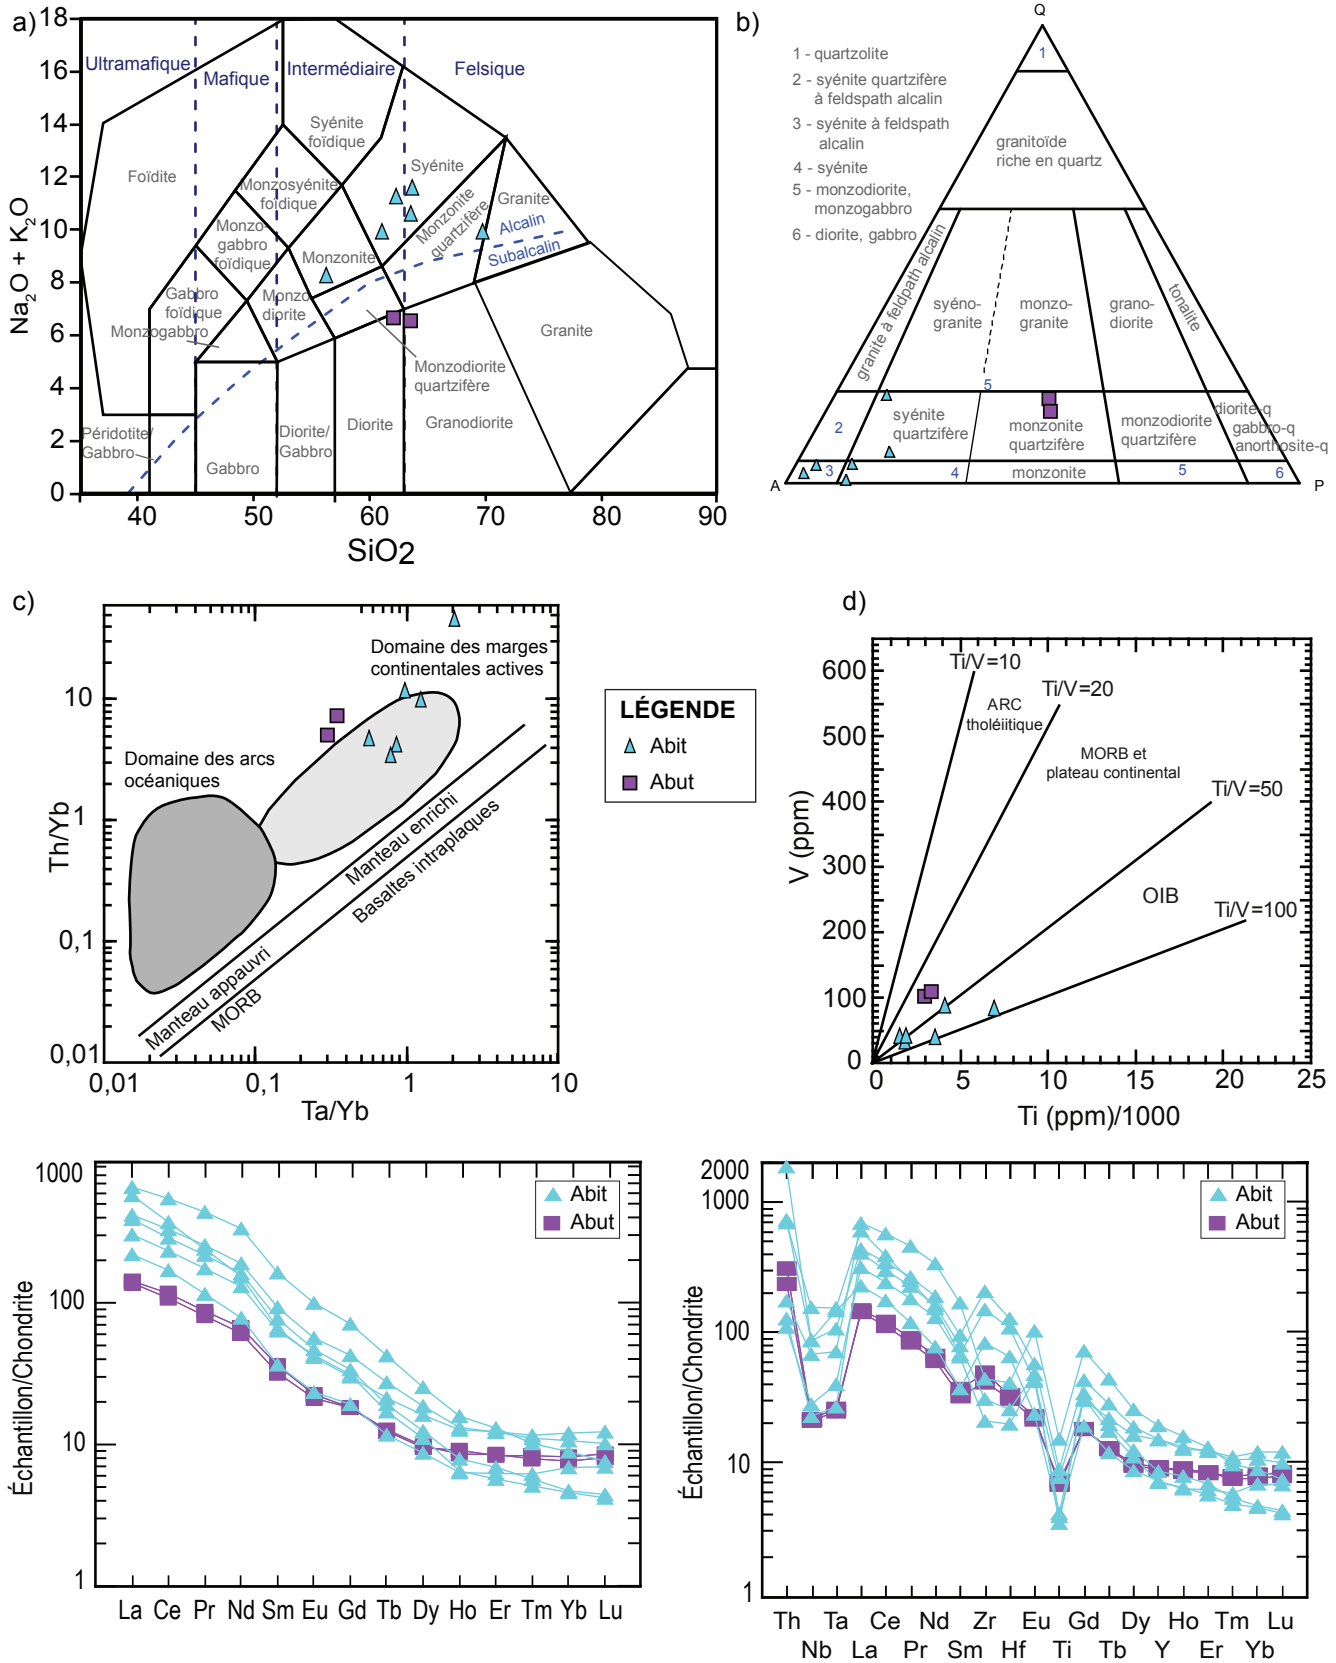 a)
18
16
14
12
10
8
6
4
2
0
Na2O + K2O
Ultramafique
Mafique
Intermédiaire
Felsique
Foïdite
Syénite
foïdique
Syénite
Monzosyénite
foïdique
Monzonite
quartzifère
Granite
Monzo-
gabbro
foïdique
Monzonite
Alcalin
Subalcalin
Gabbro
foïdique
Monzo
diorite
Monzogabbro
Granite
Monzodiorite
quartzifère
Péridotite/
Gabbro
Gabbro
Diorite/
Gabbro
Diorite
Granodiorite
40
50
60
70
80
90
SiO2
b)
Q
1
1 - quartzolite
2 - syénite quartzifère
à feldspath alcalin
3 - syénite à feldspath
alcalin
4 - syénite
5 - monzodiorite,
monzogabbro
6 - diorite, gabbro
granitoïde
riche en quartz
granite à feldpath alcalin
syéno-
granite
monzo-
granite
grano-
diorite
tonalite
5
2
syénite
quartzifère
monzonite
quartzifère
monzodiorite
quartzifère
diorite-q
gabbro-q
anorthosite-q
3
4
monzonite
5
6
A
P
c)
Domaine des marges
continentales actives
Domaine des arcs
océaniques
Manteau enrichi
Basaltes intraplaques
Manteau appauvri
MORB
10
1
0,1
0,01
Th/Yb
0,01
0,1
1
10
Ta/Yb
LÉGENDE
Abit
Abut
d)
600
500
400
300
200
100
0
V (ppm)
Ti/V=10
ARC
tholéiitique
Ti/V=20
MORB et
plateau continental
Ti/V=50
OIB
Ti/V=100
0
5
10
15
20
25
Ti (ppm)/1000
1000
100
10
1
Échantillon/Chondrite
Abit
Abut
La Ce Pr Nd Sm Eu Gd Tb Dy Ho Er Tm Yb Lu
2000
1000
100
10
1
Échantillon/Chondrite
Abit
Abut
Th Ta Ce Nd Zr Eu Gd Dy Ho Tm Lu
Nb La Pr Sm Hf Ti Tb Y Er Yb